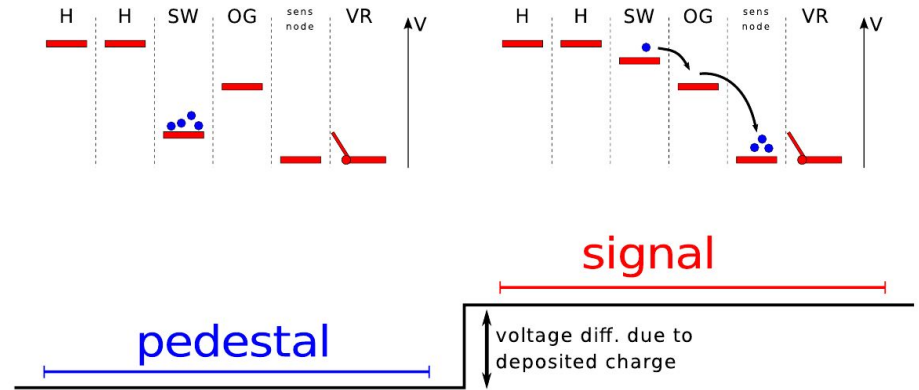 H H SW OG sens node VR V
H H SW OG sens node VR V
signal
pedestal
voltage diff. due to
deposited charge